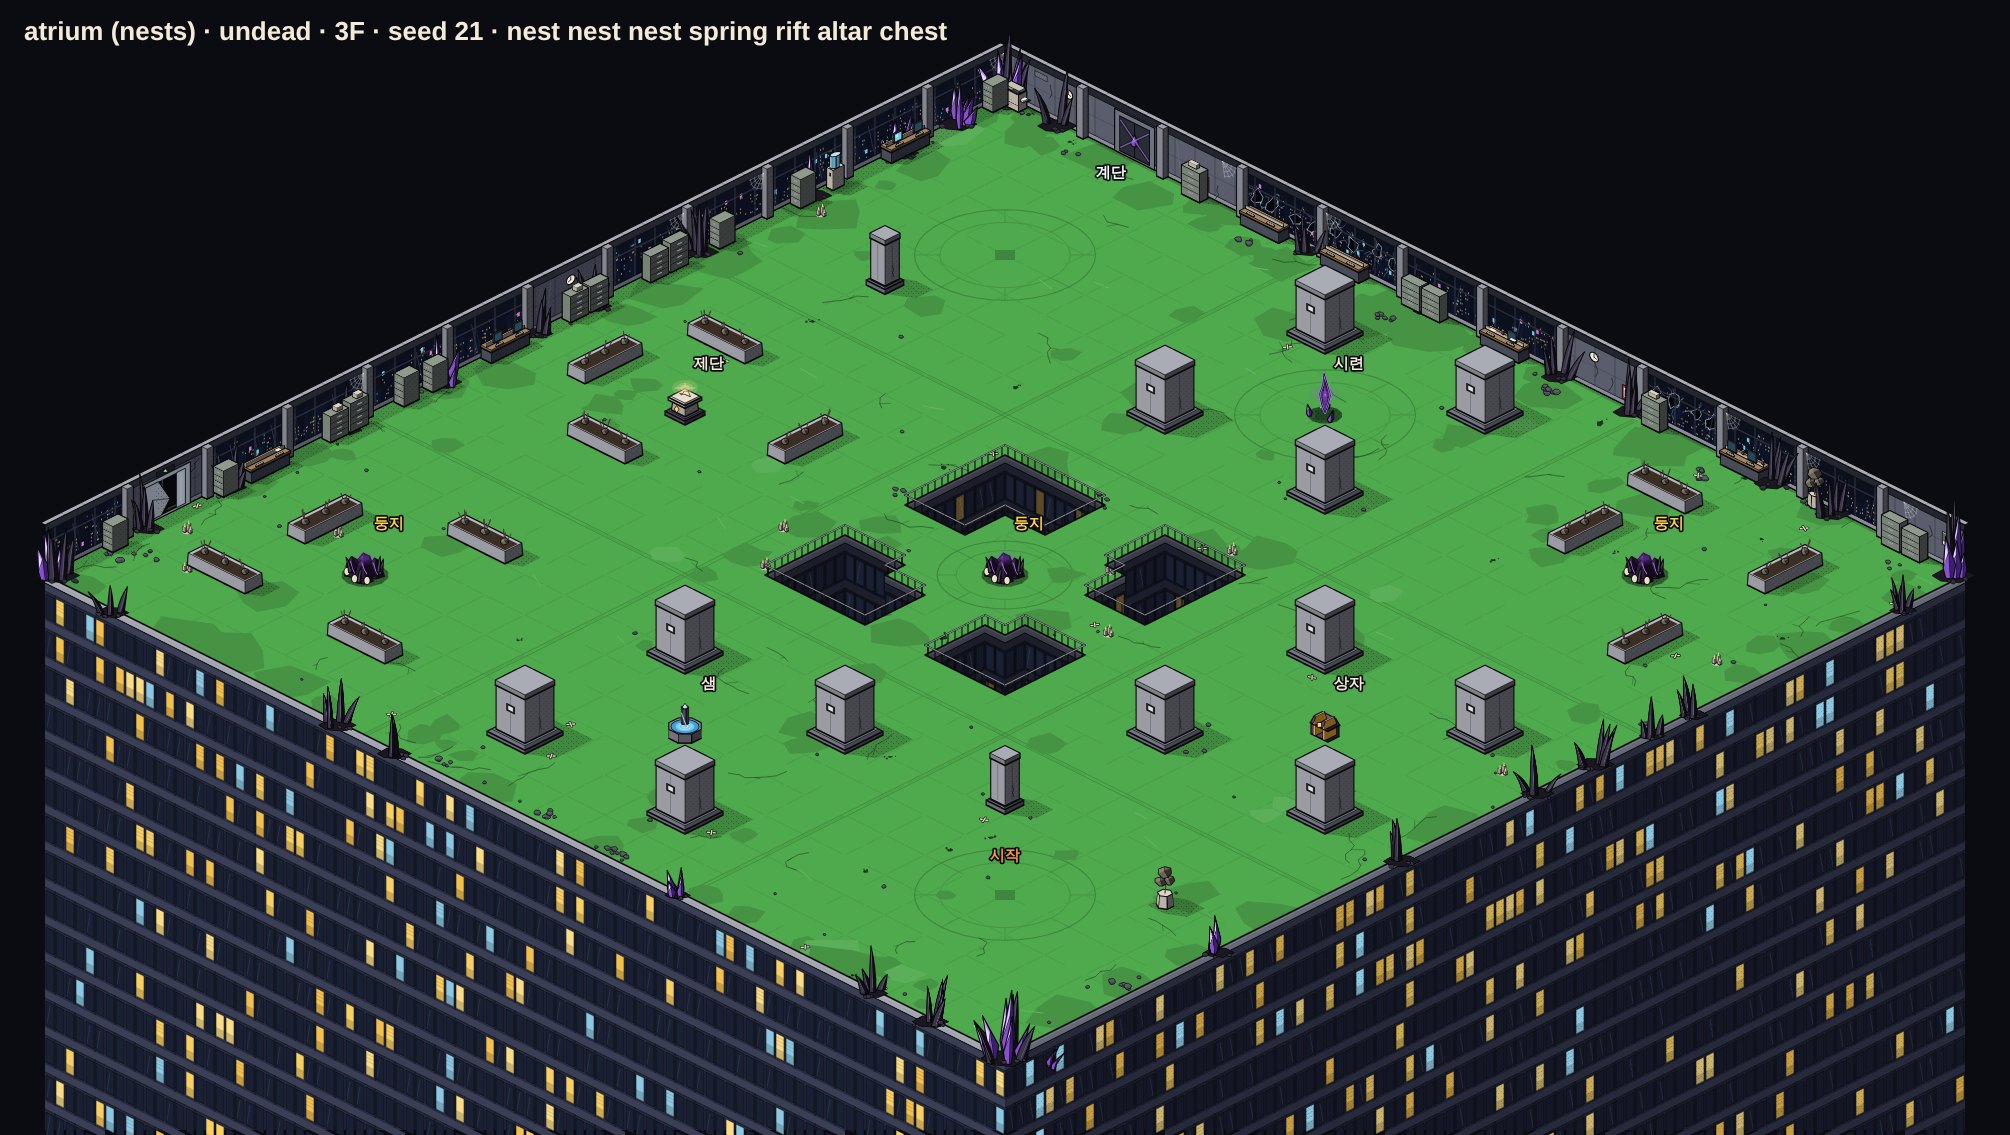 atrium (nests) · undead · 3F · seed 21 · nest nest nest spring rift altar chest
계단
제단
시련
둥지
둥지
둥지
샘
상자
시작